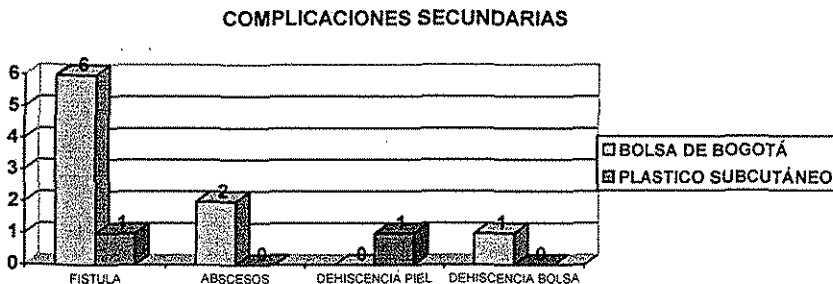 COMPLICACIONES SECUNDARIAS
6
5
4
3
2
1
0
6
1
2
0
0
1
1
0
FISTULA
ABSCESOS
DEHISCENCIA PIEL
DEHISCENCIA BOLSA
BOLSA DE BOGOTÁ
PLASTICO SUBCUTÁNEO